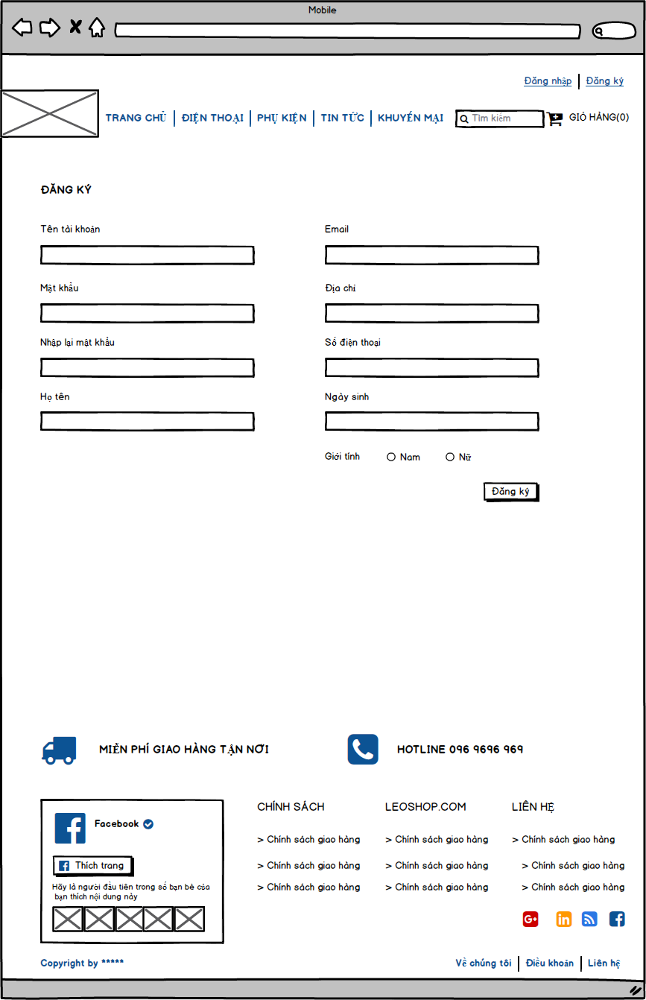 Mobile
Đăng nhập Đăng ký
TRANG CHỦ ĐIỆN THOẠI PHỤ KIỆN TIN TỨC KHUYẾN MẠI Tìm kiếm GIỎ HÀNG(0)
ĐĂNG KÝ
Tên tài khoản Email
Mật khẩu Địa chỉ
Nhập lại mật khẩu Số điện thoại
Họ tên Ngày sinh
Giới tính Nam Nữ
Đăng ký
MIỄN PHÍ GIAO HÀNG TẬN NƠI HOTLINE 096 9696 969
CHÍNH SÁCH LEOSHOP.COM LIÊN HỆ
Facebook
> Chính sách giao hàng > Chính sách giao hàng > Chính sách giao hàng
Thích trang > Chính sách giao hàng > Chính sách giao hàng > Chính sách giao hàng
Hãy là người đầu tiên trong số bạn bè của > Chính sách giao hàng > Chính sách giao hàng > Chính sách giao hàng
bạn thích nội dung này
Copyright by ***** Về chúng tôi Điều khoản Liên hệ